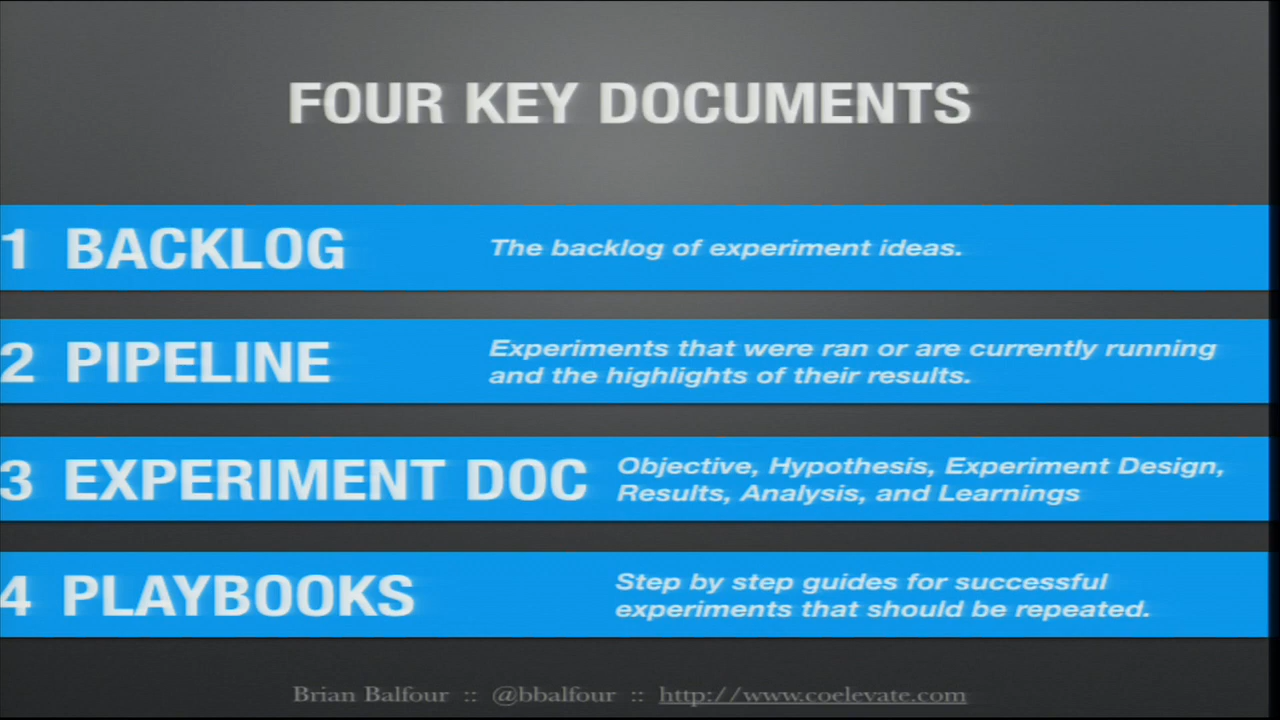 FOUR KEY DOCUMENTS
1 BACKLOG
The backlog of experiment ideas.
2 PIPELINE
Experiments that were ran or are currently running
and the highlights of their results.
3 EXPERIMENT DOC
Objective, Hypothesis, Experiment Design,
Results, Analysis, and Learnings
4 PLAYBOOKS
Step by step guides for successful
experiments that should be repeated.
Brian Balfour :: @bbalfour :: http://www.coelevate.com